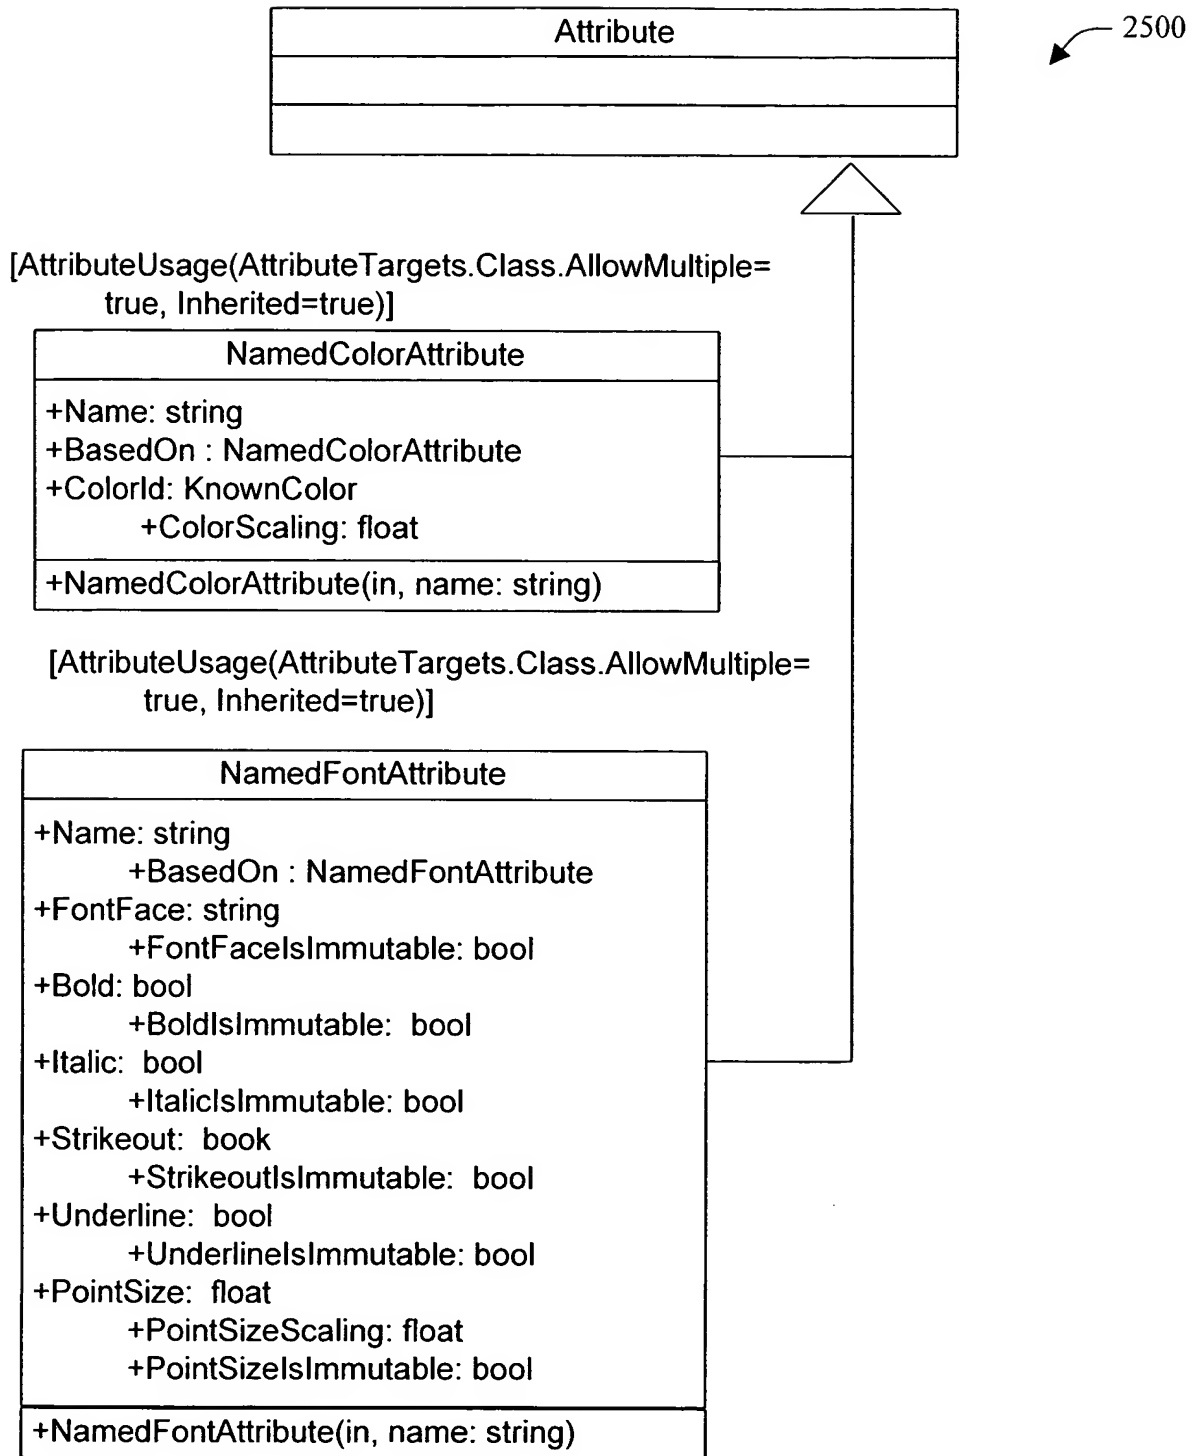 Attribute
2500
[AttributeUsage(AttributeTargets.Class.AllowMultiple=
true, Inherited=true)]
NamedColorAttribute
+Name: string
+BasedOn : NamedColorAttribute
+ColorId: KnownColor
+ColorScaling: float
+NamedColorAttribute(in, name: string)
[AttributeUsage(AttributeTargets.Class.AllowMultiple=
true, Inherited=true)]
NamedFontAttribute
+Name: string
+BasedOn : NamedFontAttribute
+FontFace: string
+FontFaceIsImmutable: bool
+Bold: bool
+BoldIsImmutable:  bool
+Italic:  bool
+ItalicIsImmutable: bool
+Strikeout:  book
+StrikeoutIsImmutable:  bool
+Underline:  bool
+UnderlineIsImmutable: bool
+PointSize:  float
+PointSizeScaling: float
+PointSizeIsImmutable: bool
+NamedFontAttribute(in, name: string)